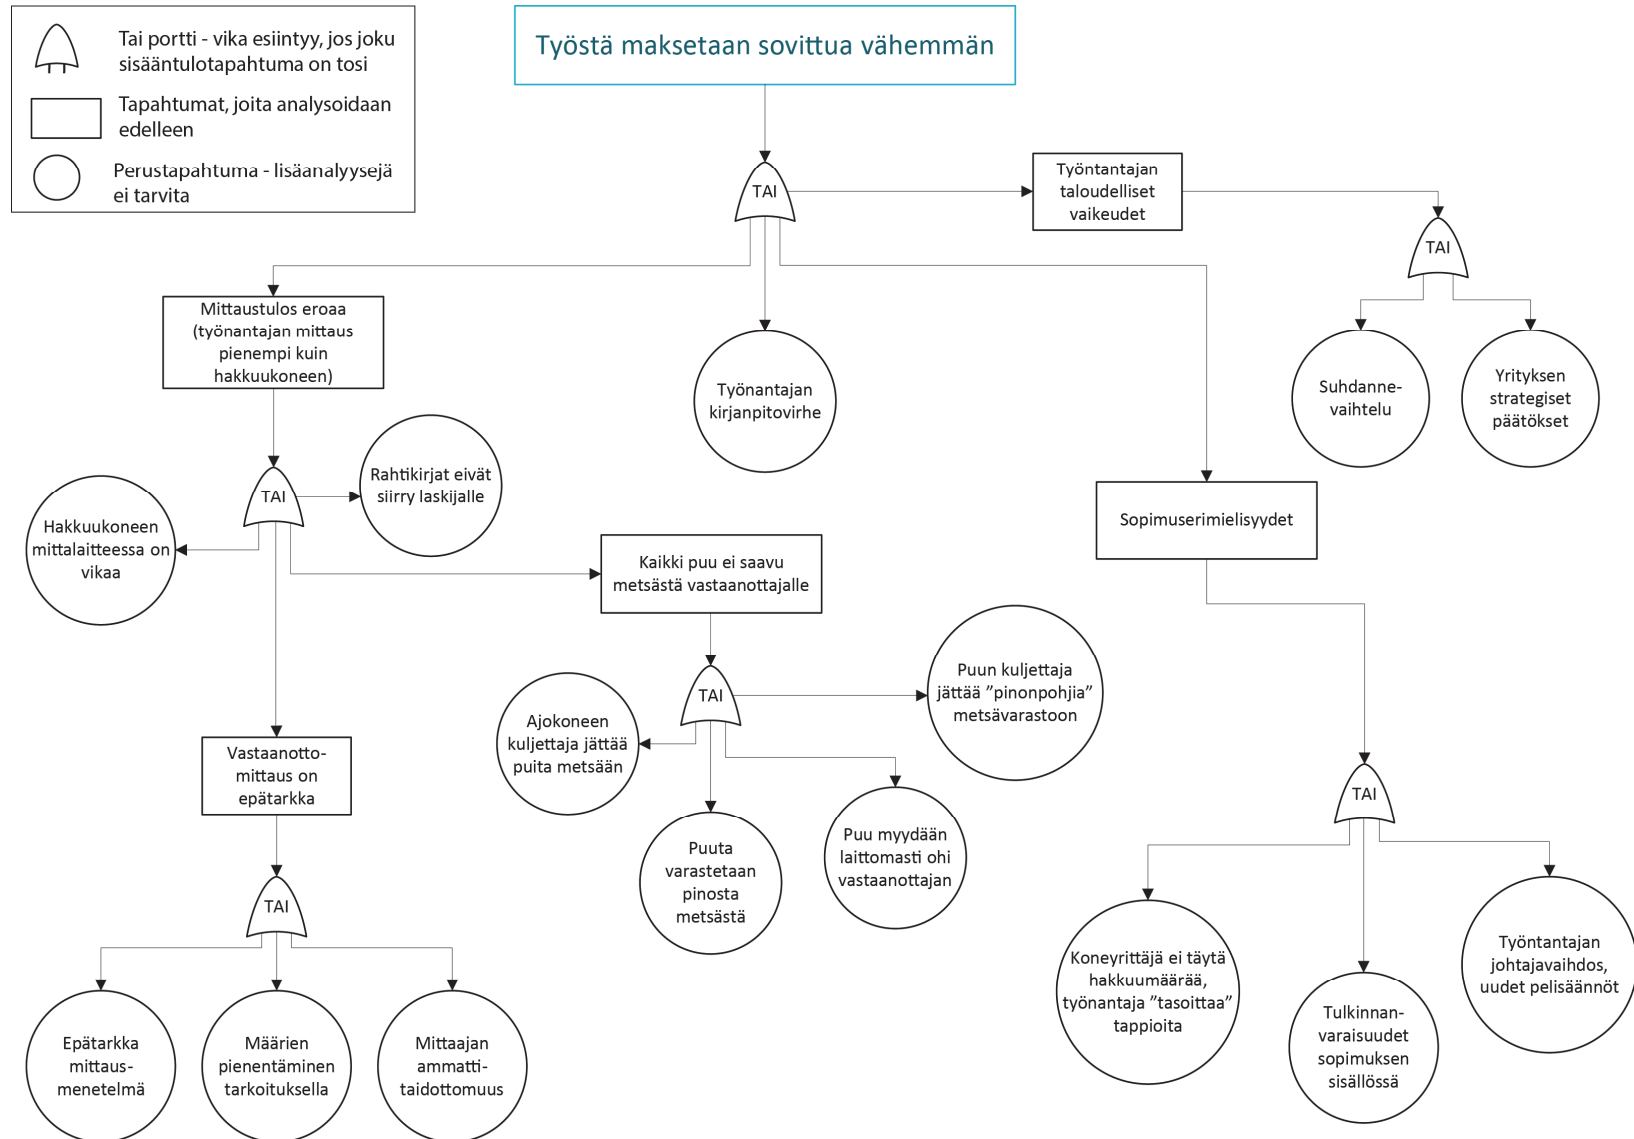 Tai portti - vika esiintyy, jos joku
sisääntulotapahtuma on tosi
Tapahtumat, joita analysoidaan
edelleen
Perustapahtuma - lisäanalyysejä
ei tarvita
Työstä maksetaan sovittua vähemmän
TAI
Työntantajan
taloudelliset
vaikeudet
TAI
Mittaustulos eroaa
(työnantajan mittaus
pienempi kuin
hakkuukoneen)
Työnantajan
kirjanpitovirhe
Suhdanne-
vaihtelu
Yrityksen
strategiset
päätökset
TAI
Rahtikirjat eivät
siirry laskijalle
Hakkuukoneen
mittalaitteessa on
vikaa
Sopimuserimielisyydet
Kaikki puu ei saavu
metsästä vastaanottajalle
TAI
Puun kuljettaja
jättää ”pinonpohjia”
metsävarastoon
Ajokoneen
kuljettaja jättää
puita metsään
Vastaanotto-
mittaus on
epätarkka
Puuta
varastetaan
pinosta
metsästä
Puu myydään
laittomasti ohi
vastaanottajan
TAI
TAI
Epätarkka
mittaus-
menetelmä
Määrien
pienentäminen
tarkoituksella
Mittaajan
ammatti-
taidottomuus
Koneyrittäjä ei täytä
hakkuumäärää,
työnantaja ”tasoittaa”
tappioita
Tulkinnan-
varaisuudet
sopimuksen
sisällössä
Työntantajan
johtajavaihdos,
uudet pelisäännöt